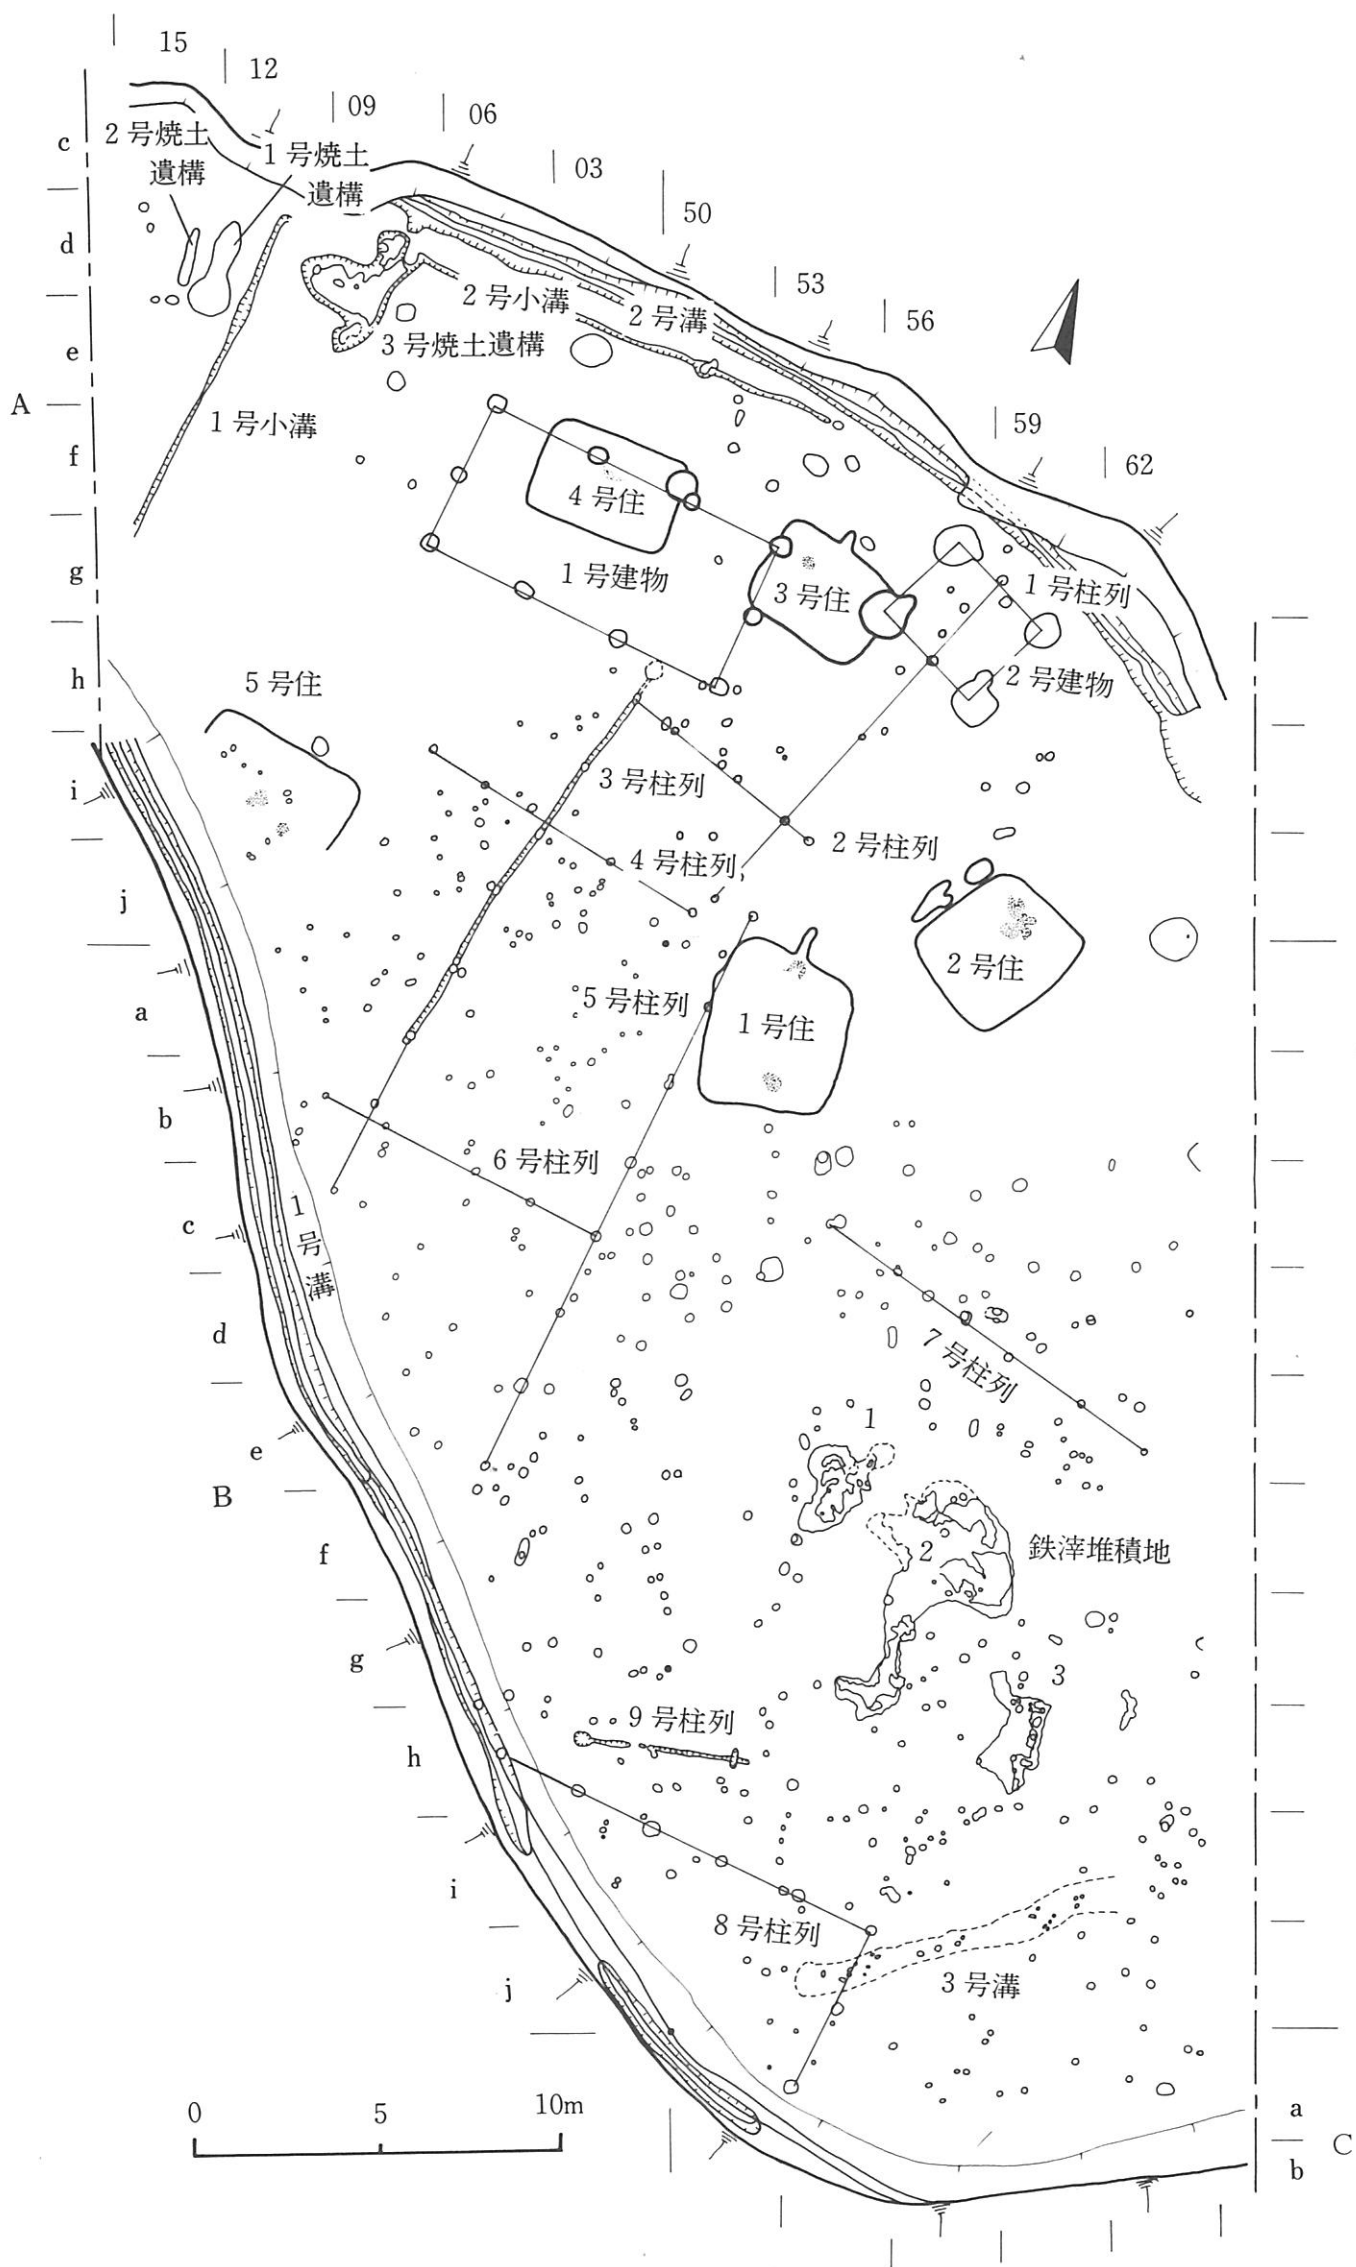 15
12
09
06
03
50
53
56
59
62
c
d
e
f
g
h
i
j
a
b
c
d
e
f
g
h
i
j
a
b
A
B
C
2号焼土
遺構
1号焼土
遺構
2号小溝
2号溝
3号焼土遺構
1号小溝
4号住
1号建物
3号住
1号柱列
2号建物
5号住
3号柱列
2号柱列
4号柱列
2号住
5号柱列
1号住
6号柱列
1号溝
7号柱列
1
2
鉄滓堆積地
3
9号柱列
8号柱列
3号溝
0 5 10m